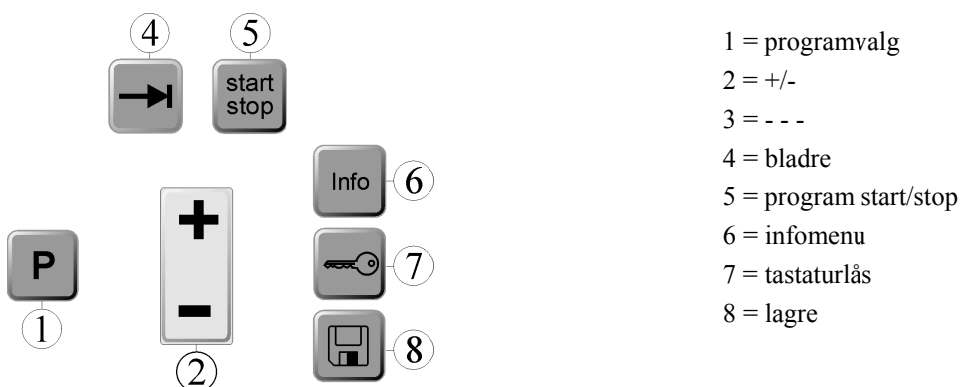 4 5
start
stop
Info 6
+
P
7
-
1
8
2
1 = programvalg
2 = +/-
3 = - - -
4 = bladre
5 = program start/stop
6 = infomenu
7 = tastaturlås
8 = lagre